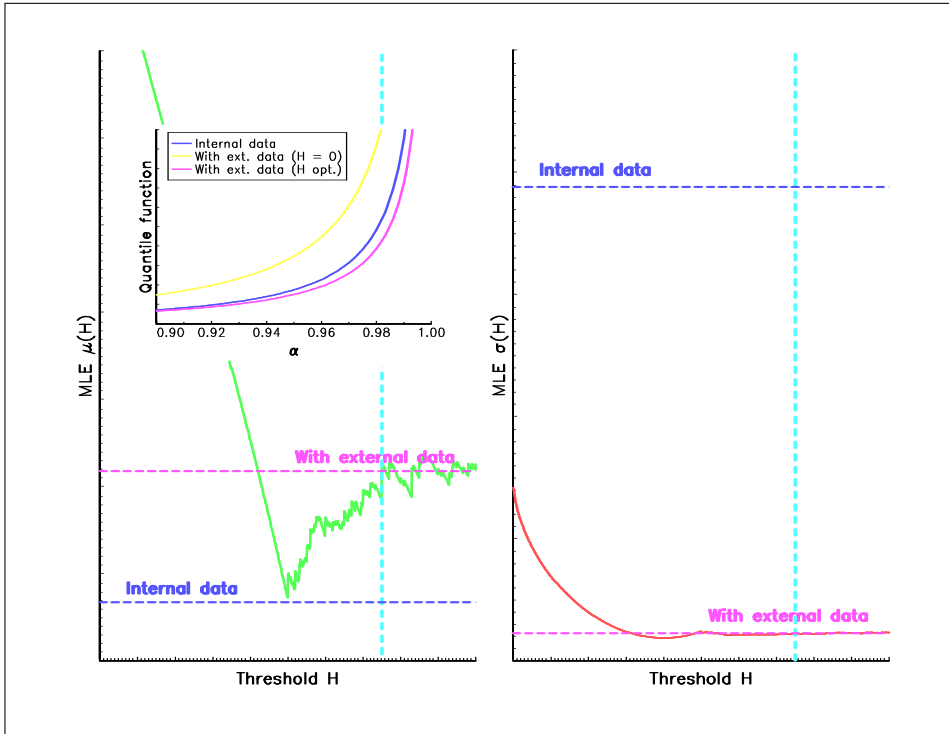 Internal data
With ext. data (H = 0)
With ext. data (H opt.)
Quantile function
0.90 0.92 0.94 0.96 0.98 1.00
α
MLE μ(H)
With external data
Internal data
Threshold H
Internal data
MLE σ(H)
With external data
Threshold H